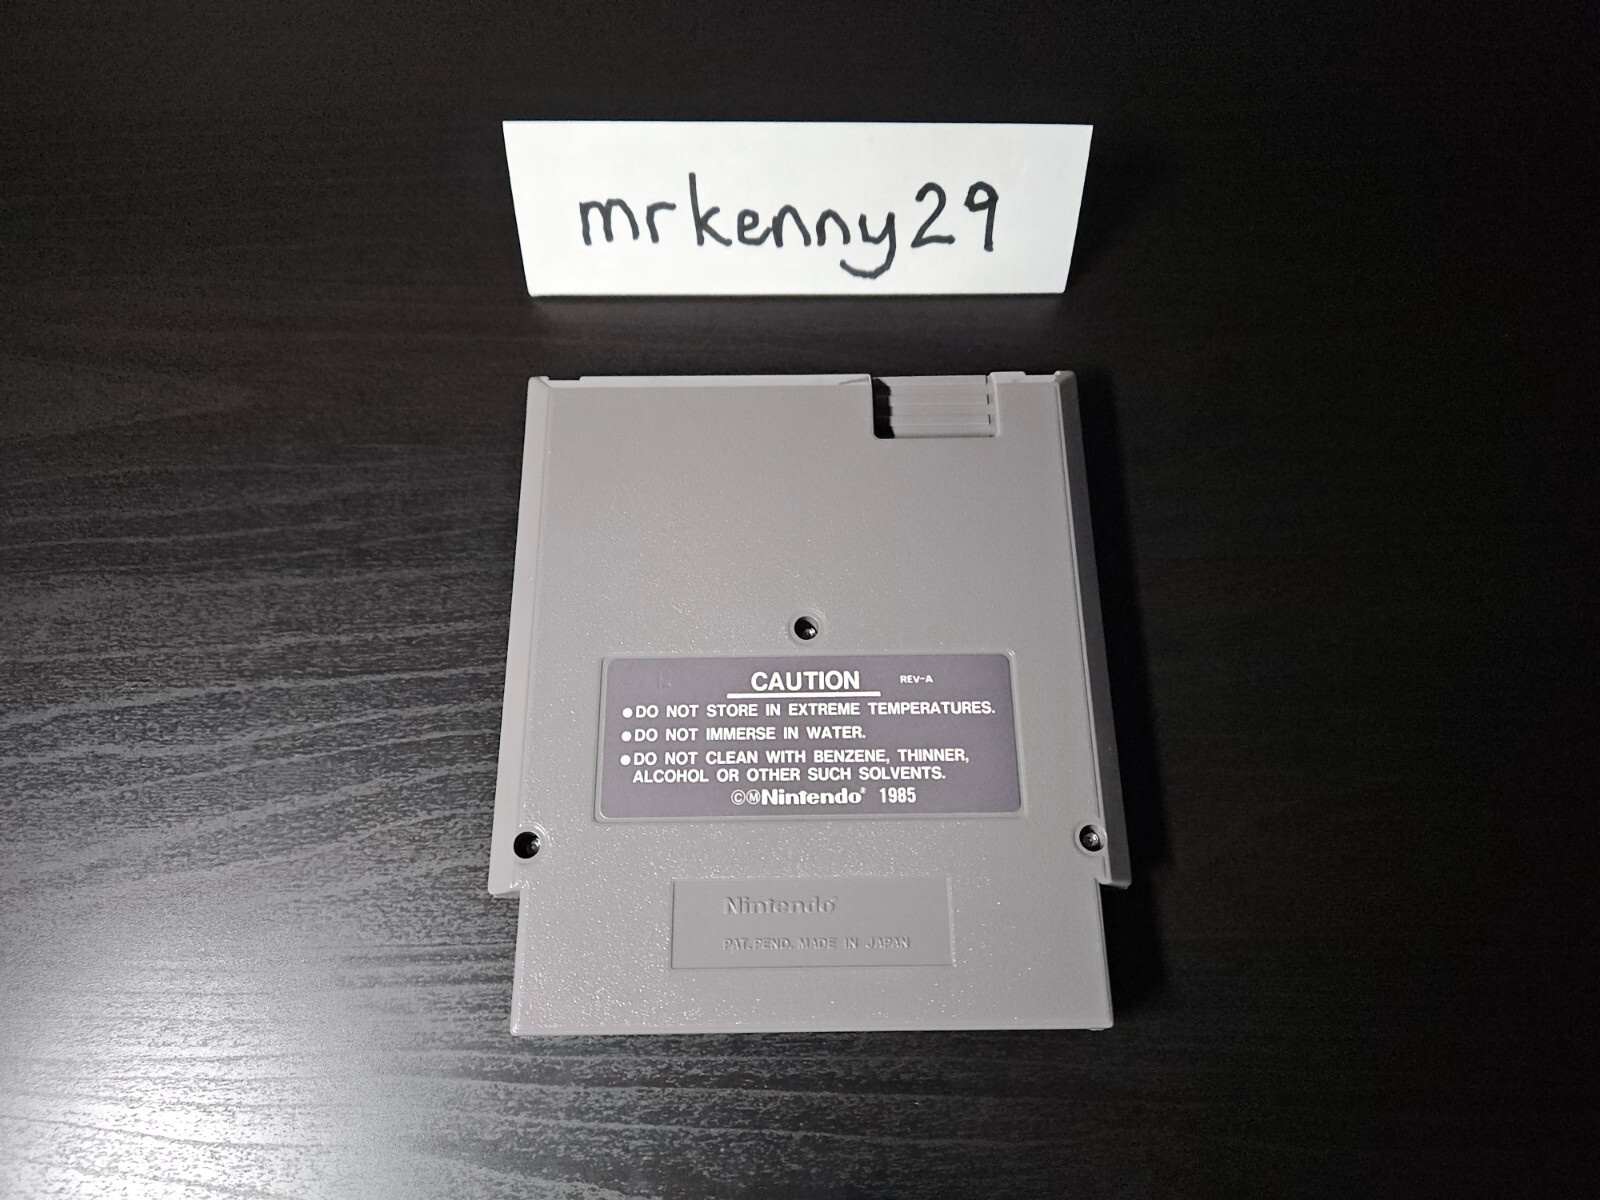 mrkenny29
CAUTION REV-A
●DO NOT STORE IN EXTREME TEMPERATURES.
●DO NOT IMMERSE IN WATER.
●DO NOT CLEAN WITH BENZENE, THINNER,
ALCOHOL OR OTHER SUCH SOLVENTS.
©ⓂNintendo® 1985
Nintendo®
PAT. PEND. MADE IN JAPAN